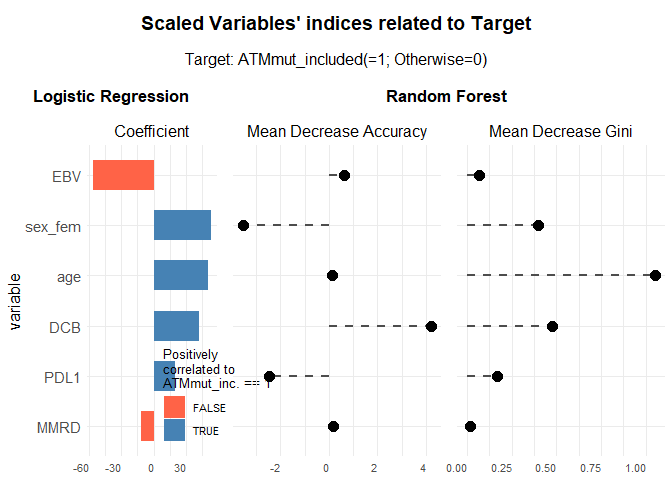 Scaled Variables' indices related to Target
Target: ATMmut_included(=1; Otherwise=0)
Logistic Regression
Random Forest
Coefficient
Mean Decrease Accuracy
Mean Decrease Gini
variable
EBV
sex_fem
age
DCB
PDL1
MMRD
Positively
correlated to
ATMmut_inc. == 1
FALSE
TRUE
-60 -30 0 30
-2 0 2 4
0.00 0.25 0.50 0.75 1.00